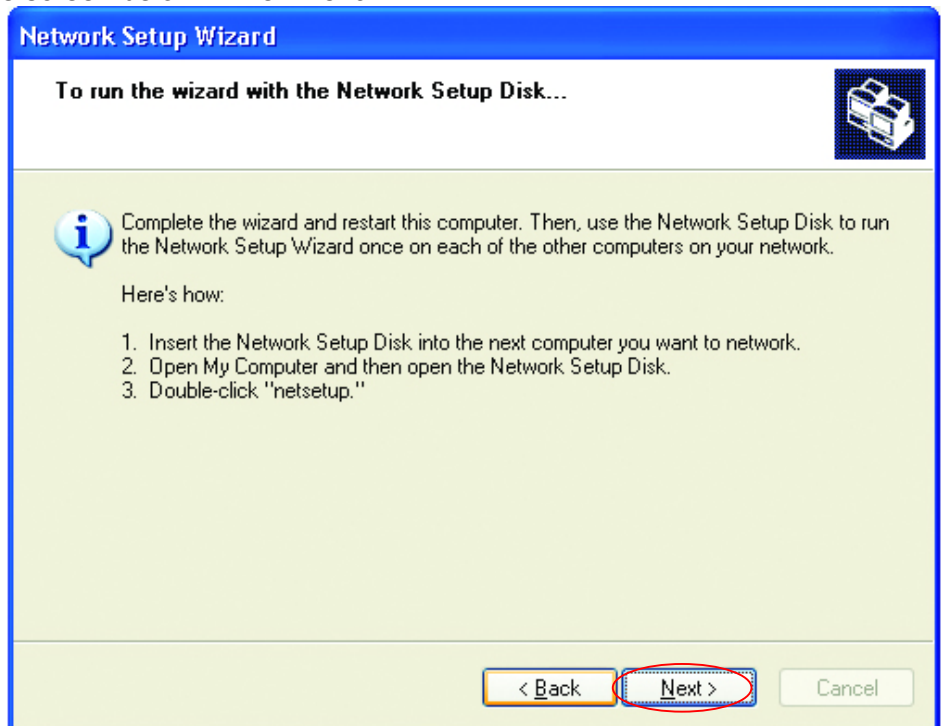 Network Setup Wizard
To run the wizard with the Network Setup Disk...
Complete the wizard and restart this computer. Then, use the Network Setup Disk to run
the Network Setup Wizard once on each of the other computers on your network.
Here's how:
1. Insert the Network Setup Disk into the next computer you want to network.
2. Open My Computer and then open the Network Setup Disk.
3. Double-click "netsetup."
< Back
Next >
Cancel